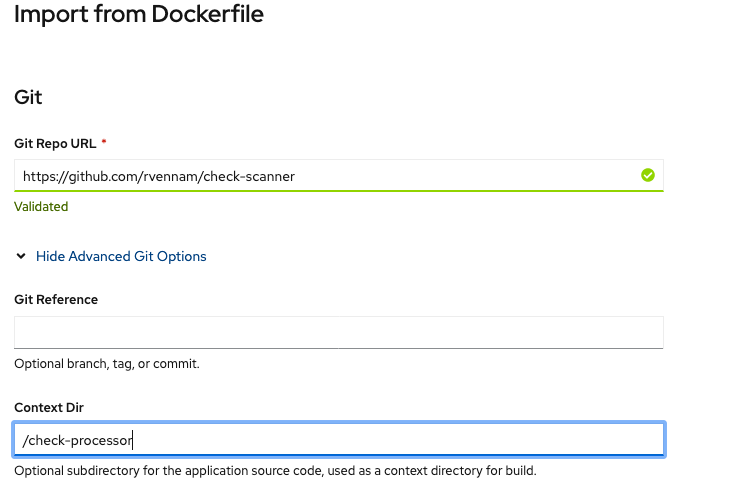 Import from Dockerfile
Git
Git Repo URL *
https://github.com/rvennam/check-scanner
Validated
Hide Advanced Git Options
Git Reference
Optional branch, tag, or commit.
Context Dir
/check-processor
Optional subdirectory for the application source code, used as a context directory for build.